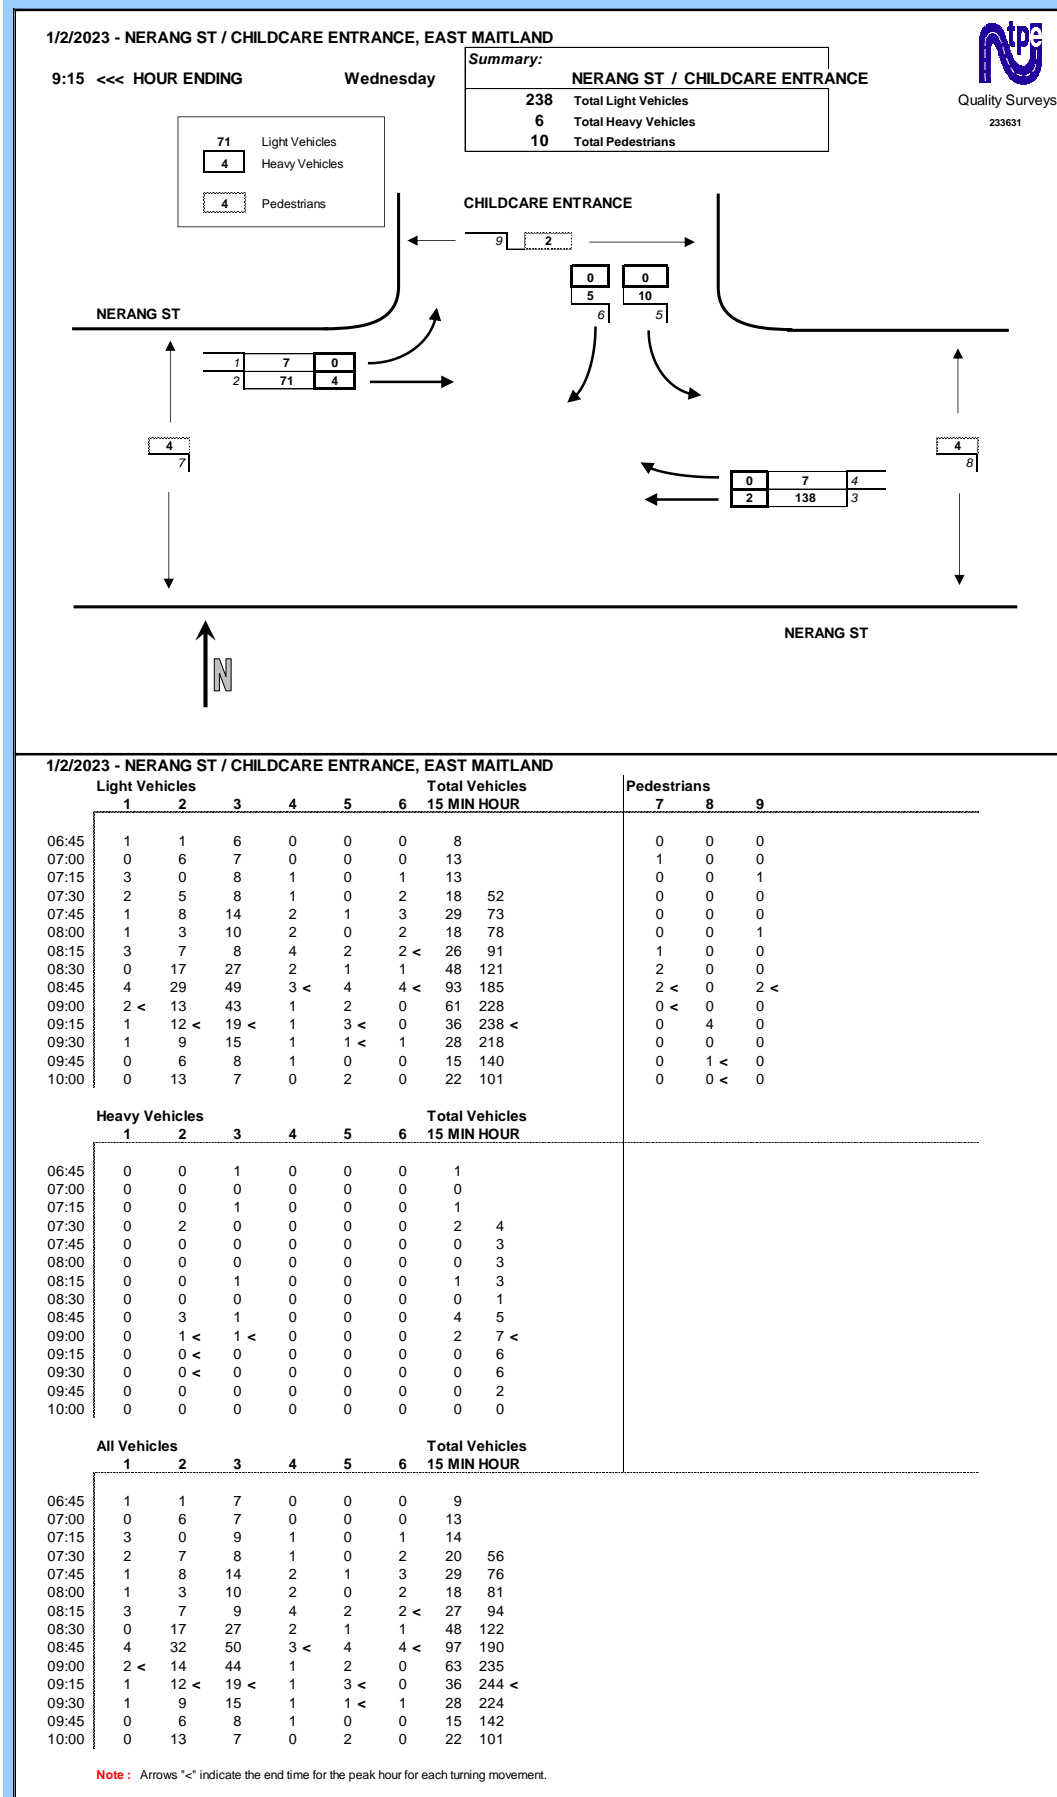 1/2/2023 - NERANG ST / CHILDCARE ENTRANCE, EAST MAITLAND
Summary:
9:15 <<< HOUR ENDING Wednesday NERANG ST / CHILDCARE ENTRANCE
238 Total Light Vehicles
6 Total Heavy Vehicles
10 Total Pedestrians
ntpe
Quality Surveys
233631
71 Light Vehicles
4 Heavy Vehicles
4 Pedestrians
CHILDCARE ENTRANCE
9 2
0 0
5 10
6 5
NERANG ST
1 7 0
2 71 4
4
7
4
8
0 7 4
2 138 3
NERANG ST
N
1/2/2023 - NERANG ST / CHILDCARE ENTRANCE, EAST MAITLAND
Light Vehicles Total Vehicles Pedestrians
1 2 3 4 5 6 15 MIN HOUR 7 8 9
06:45 1 1 6 0 0 0 8 0 0 0
07:00 0 6 7 0 0 0 13 1 0 0
07:15 3 0 8 1 0 1 13 0 0 1
07:30 2 5 8 1 0 2 18 52 0 0 0
07:45 1 8 14 2 1 3 29 73 0 0 0
08:00 1 3 10 2 0 2 18 78 0 0 1
08:15 3 7 8 4 2 2 < 26 91 1 0 0
08:30 0 17 27 2 1 1 48 121 2 0 0
08:45 4 29 49 3 < 4 4 < 93 185 2 < 0 2 <
09:00 2 < 13 43 1 2 0 61 228 0 < 0 0
09:15 1 12 < 19 < 1 3 < 0 36 238 < 0 4 0
09:30 1 9 15 1 1 < 1 28 218 0 0 0
09:45 0 6 8 1 0 0 15 140 0 1 < 0
10:00 0 13 7 0 2 0 22 101 0 0 < 0
Heavy Vehicles Total Vehicles
1 2 3 4 5 6 15 MIN HOUR
06:45 0 0 1 0 0 0 1
07:00 0 0 0 0 0 0 0
07:15 0 0 1 0 0 0 1
07:30 0 2 0 0 0 0 2 4
07:45 0 0 0 0 0 0 0 3
08:00 0 0 0 0 0 0 0 3
08:15 0 0 1 0 0 0 1 3
08:30 0 0 0 0 0 0 0 1
08:45 0 3 1 0 0 0 4 5
09:00 0 1 < 1 < 0 0 0 2 7 <
09:15 0 0 < 0 0 0 0 0 6
09:30 0 0 < 0 0 0 0 0 6
09:45 0 0 0 0 0 0 0 2
10:00 0 0 0 0 0 0 0 0
All Vehicles Total Vehicles
1 2 3 4 5 6 15 MIN HOUR
06:45 1 1 7 0 0 0 9
07:00 0 6 7 0 0 0 13
07:15 3 0 9 1 0 1 14
07:30 2 7 8 1 0 2 20 56
07:45 1 8 14 2 1 3 29 76
08:00 1 3 10 2 0 2 18 81
08:15 3 7 9 4 2 2 < 27 94
08:30 0 17 27 2 1 1 48 122
08:45 4 32 50 3 < 4 4 < 97 190
09:00 2 < 14 44 1 2 0 63 235
09:15 1 12 < 19 < 1 3 < 0 36 244 <
09:30 1 9 15 1 1 < 1 28 224
09:45 0 6 8 1 0 0 15 142
10:00 0 13 7 0 2 0 22 101
Note : Arrows "<" indicate the end time for the peak hour for each turning movement.